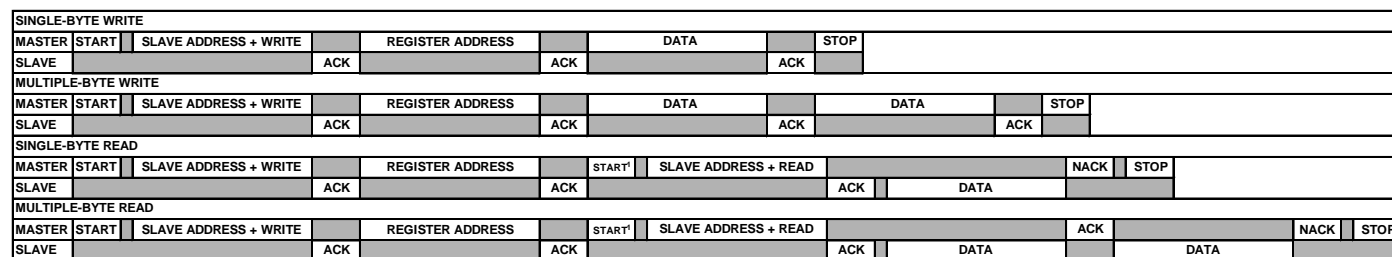 SINGLE-BYTE WRITE
MASTER START SLAVE ADDRESS + WRITE REGISTER ADDRESS DATA STOP
SLAVE ACK ACK ACK
MULTIPLE-BYTE WRITE
MASTER START SLAVE ADDRESS + WRITE REGISTER ADDRESS DATA DATA STOP
SLAVE ACK ACK ACK ACK
SINGLE-BYTE READ
MASTER START SLAVE ADDRESS + WRITE REGISTER ADDRESS START¹ SLAVE ADDRESS + READ NACK STOP
SLAVE ACK ACK ACK DATA
MULTIPLE-BYTE READ
MASTER START SLAVE ADDRESS + WRITE REGISTER ADDRESS START¹ SLAVE ADDRESS + READ ACK NACK STOP
SLAVE ACK ACK ACK DATA DATA